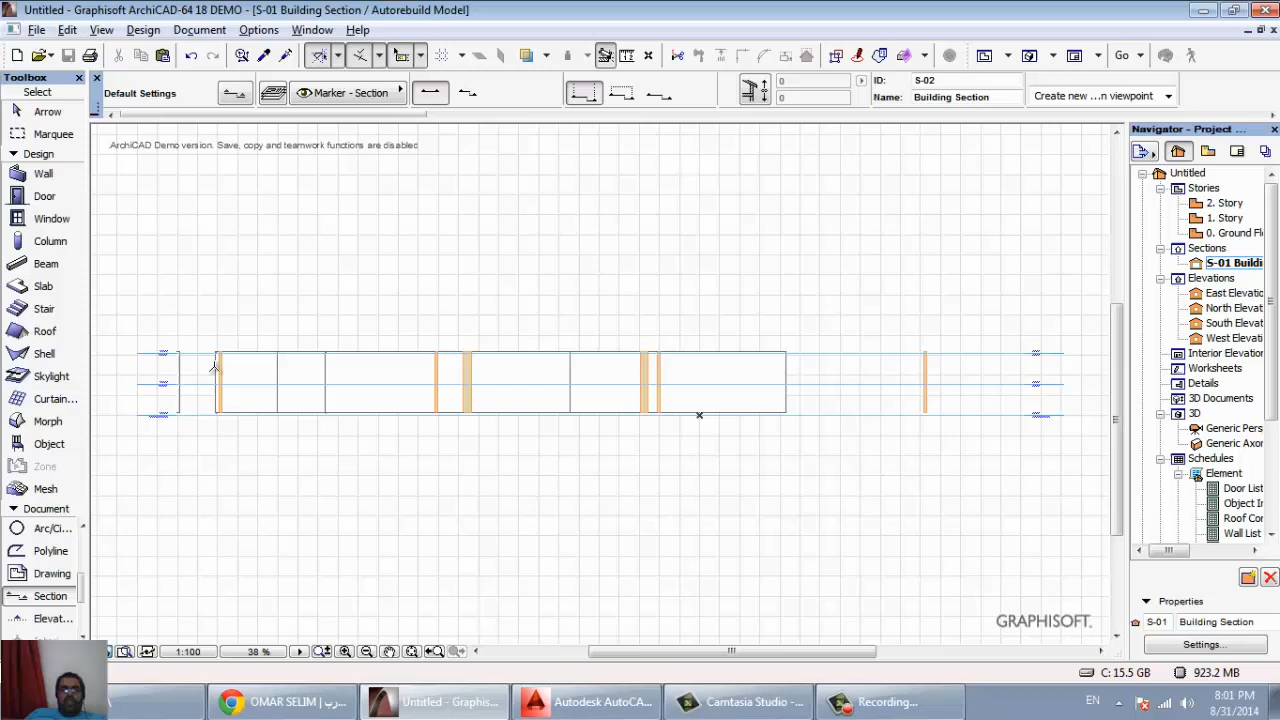 Untitled - Graphisoft ArchiCAD-64 18 DEMO - [S-01 Building Section / Autorebuild Model]
File Edit View Design Document Options Window Help
Go
Toolbox
Select
Arrow
Marquee
Design
Wall
Door
Window
Column
Beam
Slab
Stair
Roof
Shell
Skylight
Curtain...
Morph
Object
Zone
Mesh
Document
Arc/Ci...
Polyline
Drawing
Section
Elevat...
Default Settings
Marker - Section
0
0
ID: S-02
Name: Building Section
Create new ...n viewpoint
ArchiCAD Demo version. Save, copy and teamwork functions are disabled
GRAPHISOFT.
1:100
38 %
Navigator - Project ...
Untitled
Stories
2. Story
1. Story
0. Ground Fl
Sections
S-01 Buildi
Elevations
East Elevat
North Elevat
South Elevat
West Elevat
Interior Elevation
Worksheets
Details
3D Documents
3D
Generic Pers
Generic Axon
Schedules
Element
Door List
Object In
Roof Cor
Wall List
Properties
S-01 Building Section
Settings...
C: 15.5 GB
923.2 MB
OMAR SELIM | رب...
Untitled - Graphis...
Autodesk AutoCA...
Camtasia Studio -...
Recording...
EN
8:01 PM
8/31/2014